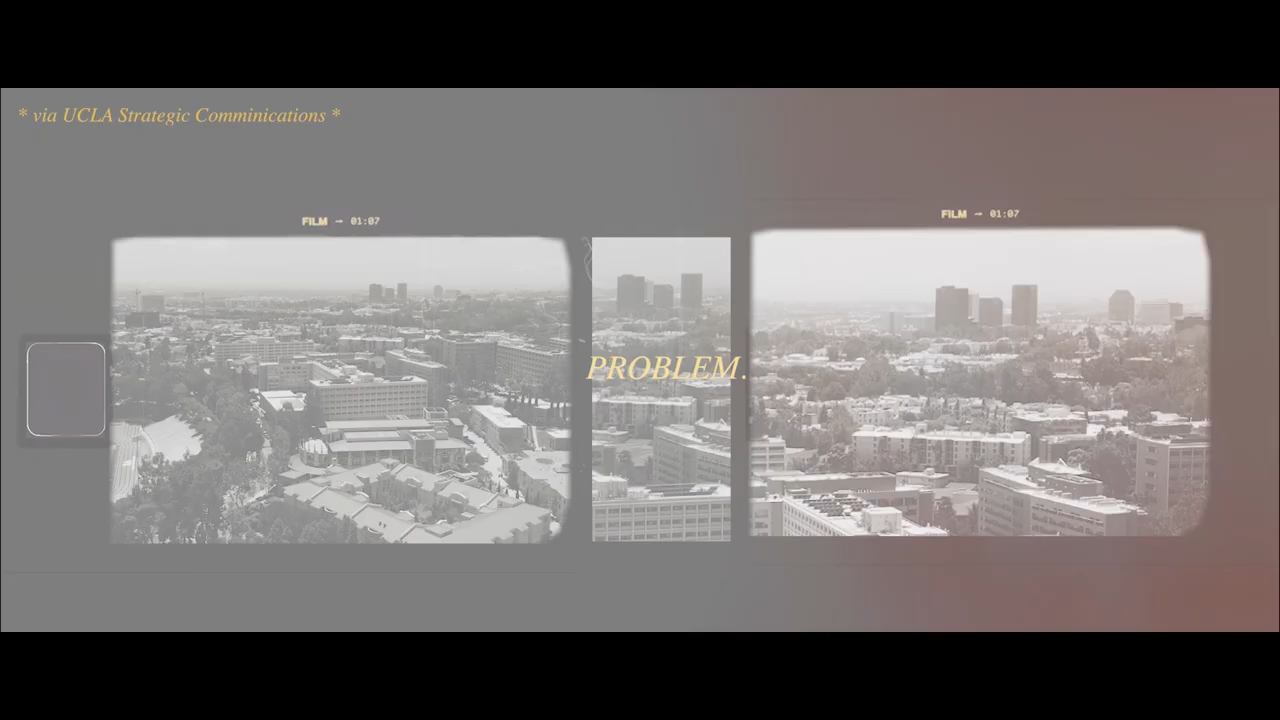 * via UCLA Strategic Comminications *
FILM → 01:07
FILM → 01:07
PROBLEM.